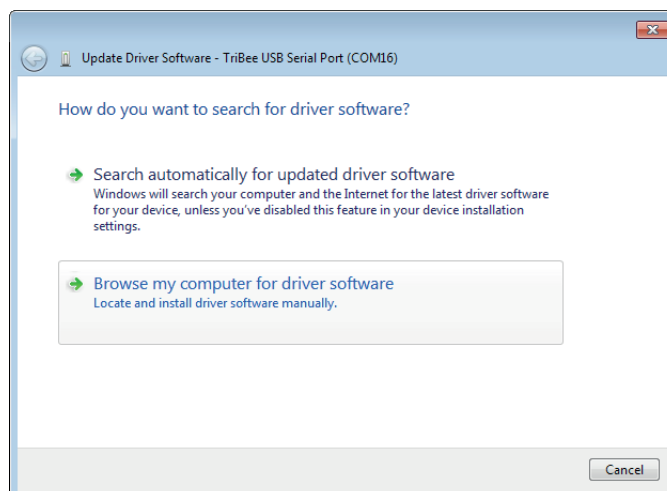 Update Driver Software - TriBee USB Serial Port (COM16)
How do you want to search for driver software?
Search automatically for updated driver software
Windows will search your computer and the Internet for the latest driver software
for your device, unless you've disabled this feature in your device installation
settings.
Browse my computer for driver software
Locate and install driver software manually.
Cancel